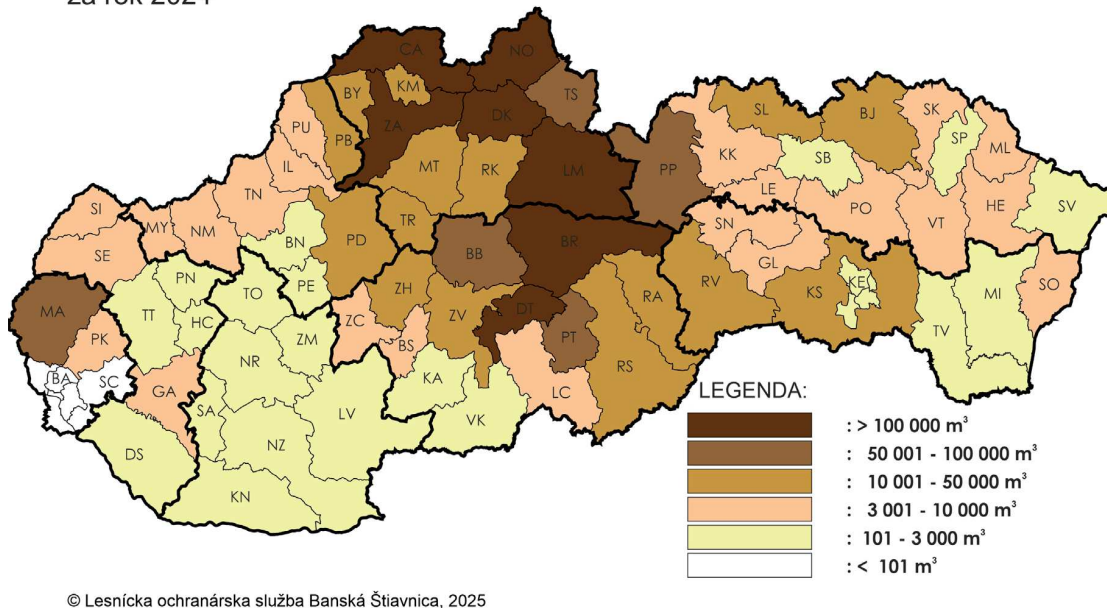 za rok 2024
CA
NO
BY
KM
TS
ZA
DK
PU
PB
MT
RK
LM
PP
SL
BJ
SK
SP
ML
KK
SB
IL
LE
PO
VT
HE
SV
TN
SI
MY
NM
SE
BN
PD
TR
BB
BR
SN
GL
RV
KS
KE
MI
SO
TV
MA
TT
PN
HC
TO
PE
ZH
ZC
BS
ZV
DT
PT
RA
RS
PK
BA
SC
GA
SA
NR
ZM
KA
LC
VK
LV
NZ
DS
KN
LEGENDA:
: > 100 000 m³
: 50 001 - 100 000 m³
: 10 001 - 50 000 m³
: 3 001 - 10 000 m³
: 101 - 3 000 m³
: < 101 m³
© Lesnícka ochranárska služba Banská Štiavnica, 2025